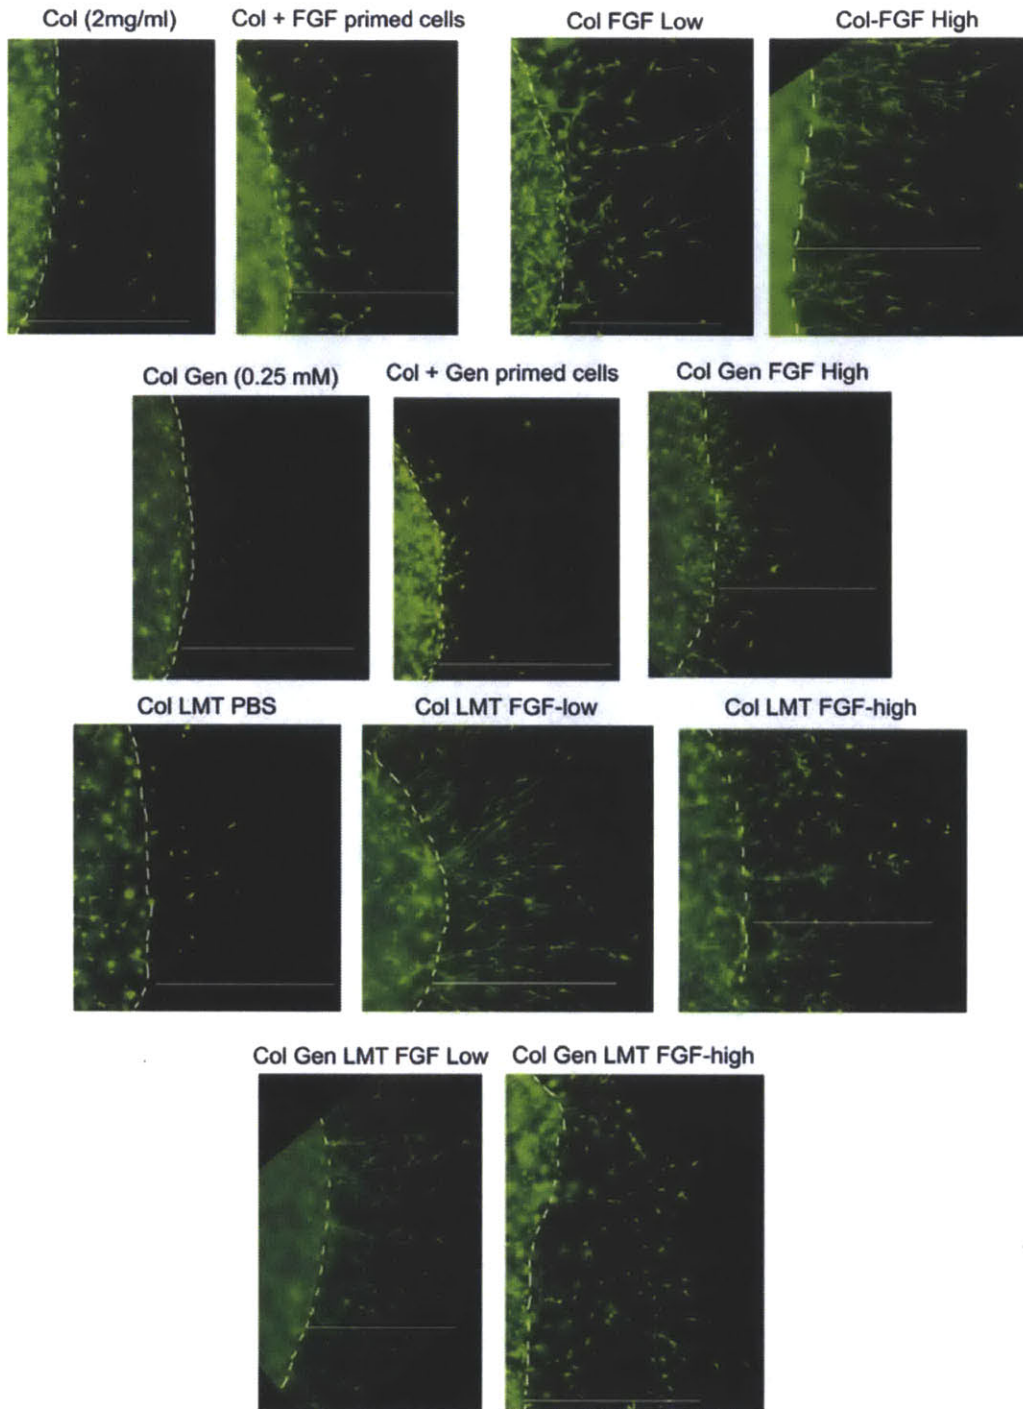 Col (2mg/ml)
Col + FGF primed cells
Col FGF Low
Col-FGF High
Col Gen (0.25 mM)
Col + Gen primed cells
Col Gen FGF High
Col LMT PBS
Col LMT FGF-low
Col LMT FGF-high
Col Gen LMT FGF Low
Col Gen LMT FGF-high